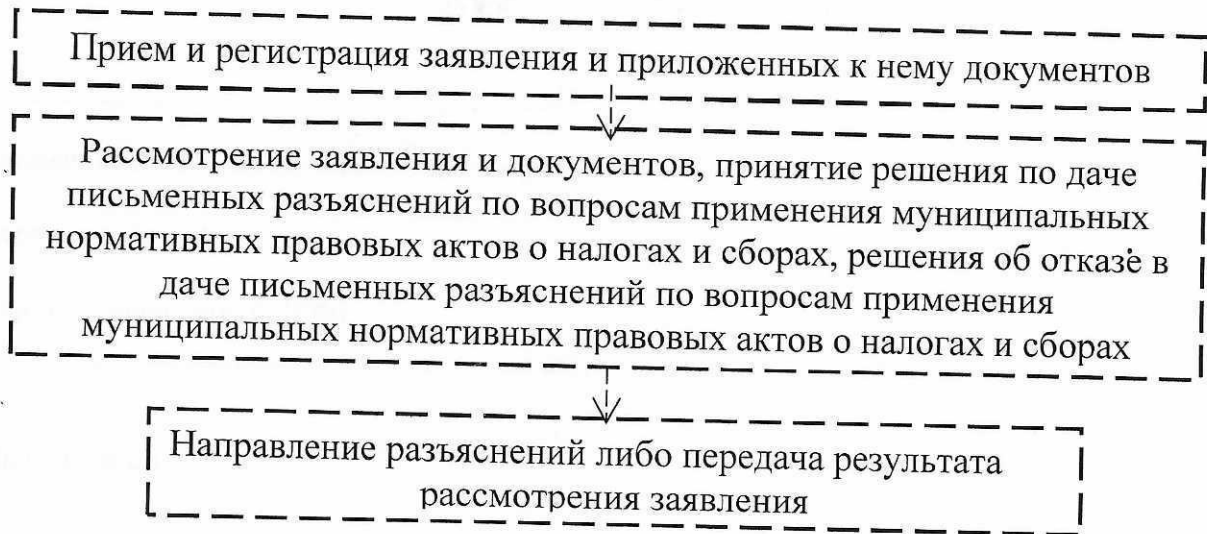 Прием и регистрация заявления и приложенных к нему документов
Рассмотрение заявления и документов, принятие решения по даче
письменных разъяснений по вопросам применения муниципальных
нормативных правовых актов о налогах и сборах, решения об отказе в
даче письменных разъяснений по вопросам применения
муниципальных нормативных правовых актов о налогах и сборах
Направление разъяснений либо передача результата
рассмотрения заявления